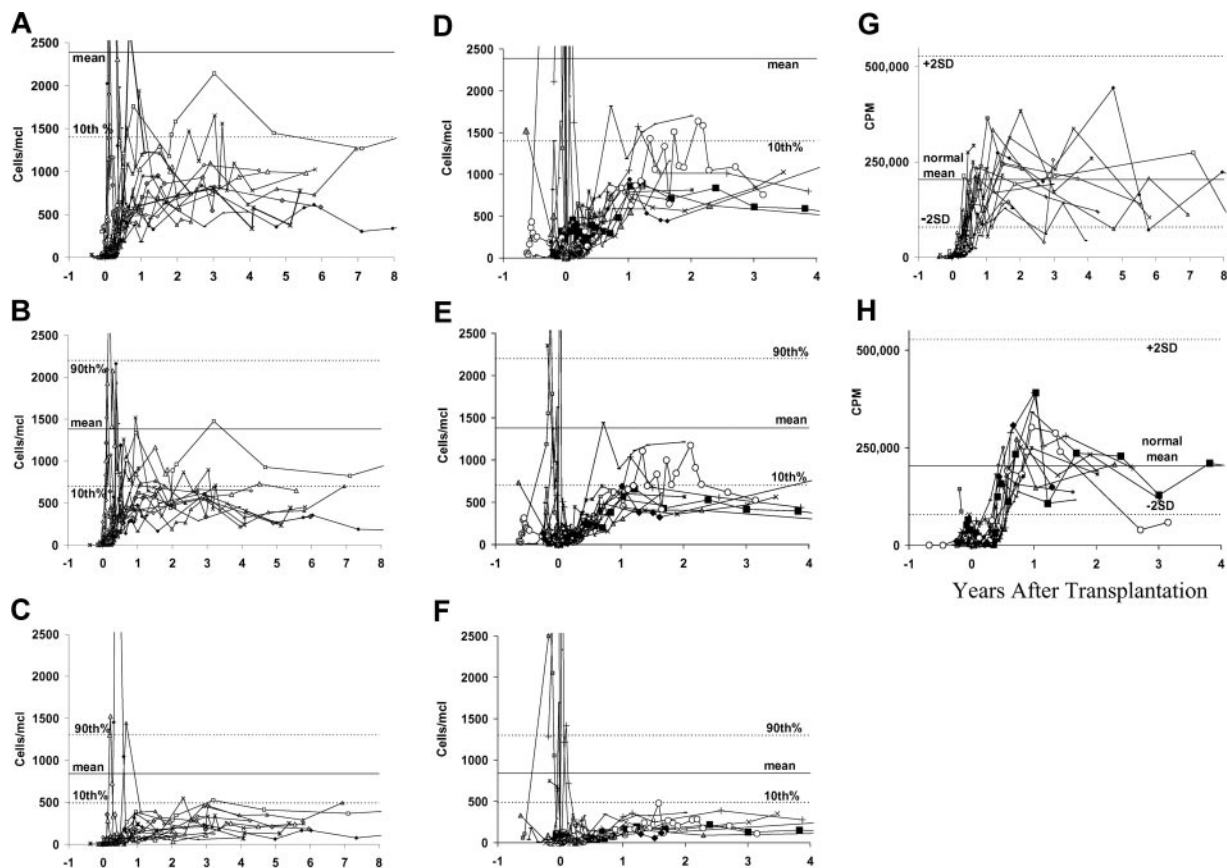 A
2500
2000
1500
1000
500
0
Cells/mcl
mean
10th %
-1 0 1 2 3 4 5 6 7 8
B
2500
2000
1500
1000
500
0
Cells/mcl
90th%
mean
10th%
-1 0 1 2 3 4 5 6 7 8
C
2500
2000
1500
1000
500
0
Cells/mcl
90th%
mean
10th%
-1 0 1 2 3 4 5 6 7 8
D
2500
2000
1500
1000
500
0
Cells/mcl
mean
10th%
-1 0 1 2 3 4
E
2500
2000
1500
1000
500
0
Cells/mcl
90th%
mean
10th%
-1 0 1 2 3 4
F
2500
2000
1500
1000
500
0
Cells/mcl
90th%
mean
10th%
-1 0 1 2 3 4
G
500,000
250,000
0
CPM
+2SD
normal
mean
-2SD
-1 0 1 2 3 4 5 6 7 8
H
500,000
250,000
0
CPM
+2SD
normal
mean
-2SD
-1 0 1 2 3 4
Years After Transplantation